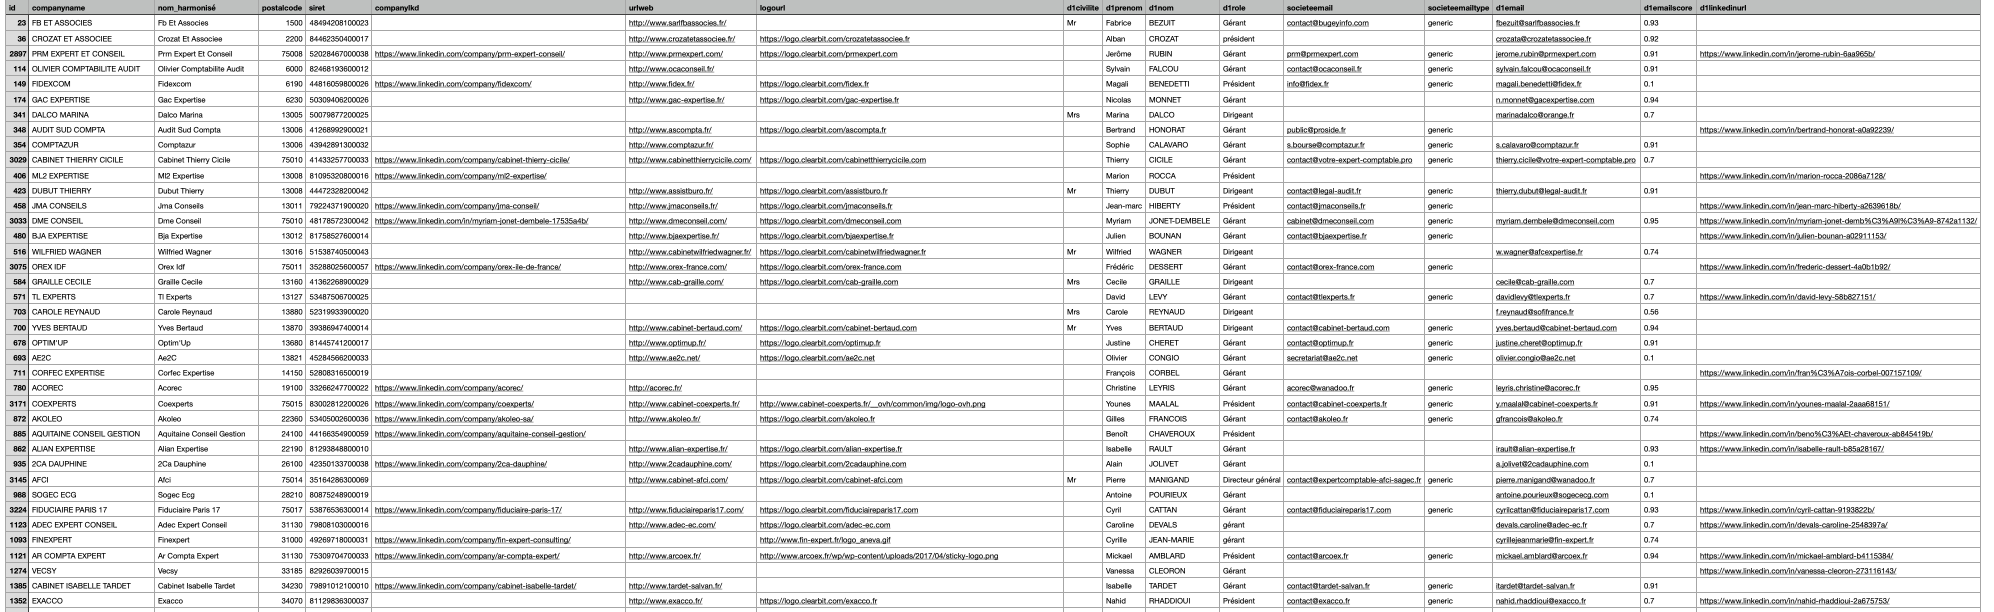 id companyname nom_harmonisé postalcode siret companylkd urlweb logourl d1civilite d1prenom d1nom d1role societeemail societeemailtype d1email d1emailscore d1linkedinurl
23 FB ET ASSOCIES Fb Et Associes 1500 48494208100023 http://www.sarlfbassocies.fr/ Mr Fabrice BEZUIT Gérant contact@bugeyinfo.com generic fbezuit@sarlfbassocies.fr 0.93
36 CROZAT ET ASSOCIEE Crozat Et Associee 2200 84462350400017 http://www.crozatetassociee.fr/ https://logo.clearbit.com/crozatetassociee.fr Alban CROZAT président crozata@crozatetassociee.fr 0.92
2897 PRM EXPERT ET CONSEIL Prm Expert Et Conseil 75008 52028467000038 https://www.linkedin.com/company/prm-expert-conseil/ http://www.prmexpert.com/ https://logo.clearbit.com/prmexpert.com Jerôme RUBIN Gérant prm@prmexpert.com generic jerome.rubin@prmexpert.com 0.91 https://www.linkedin.com/in/jerome-rubin-6aa965b/
114 OLIVIER COMPTABILITE AUDIT Olivier Comptabilite Audit 6000 82468193600012 http://www.ocaconseil.fr/ Sylvain FALCOU Gérant contact@ocaconseil.fr generic sylvain.falcou@ocaconseil.fr 0.91
149 FIDEXCOM Fidexcom 6190 44816059800026 https://www.linkedin.com/company/fidexcom/ http://www.fidex.fr/ https://logo.clearbit.com/fidex.fr Magali BENEDETTI Président info@fidex.fr generic magali.benedetti@fidex.fr 0.1
174 GAC EXPERTISE Gac Expertise 6230 50309406200026 http://www.gac-expertise.fr/ https://logo.clearbit.com/gac-expertise.fr Nicolas MONNET Gérant n.monnet@gacexpertise.com 0.94
341 DALCO MARINA Dalco Marina 13005 50079877200025 Mrs Marina DALCO Dirigeant marinadalco@orange.fr 0.7
348 AUDIT SUD COMPTA Audit Sud Compta 13006 41268992900021 http://www.ascompta.fr/ https://logo.clearbit.com/ascompta.fr Bertrand HONORAT Gérant public@proside.fr generic https://www.linkedin.com/in/bertrand-honorat-a0a92239/
354 COMPTAZUR Comptazur 13006 43942891300032 http://www.comptazur.fr/ Sophie CALAVARO Gérant s.bourse@comptazur.fr generic s.calavaro@comptazur.fr 0.91
3029 CABINET THIERRY CICILE Cabinet Thierry Cicile 75010 41433257700033 https://www.linkedin.com/company/cabinet-thierry-cicile/ http://www.cabinetthierrycicile.com/ https://logo.clearbit.com/cabinetthierrycicile.com Thierry CICILE Gérant contact@votre-expert-comptable.pro generic thierry.cicile@votre-expert-comptable.pro 0.7
406 ML2 EXPERTISE Ml2 Expertise 13008 81095320800016 https://www.linkedin.com/company/ml2-expertise/ Marion ROCCA Président https://www.linkedin.com/in/marion-rocca-2086a7128/
423 DUBUT THIERRY Dubut Thierry 13008 44472328200042 http://www.assistburo.fr/ https://logo.clearbit.com/assistburo.fr Mr Thierry DUBUT Dirigeant contact@legal-audit.fr generic thierry.dubut@legal-audit.fr 0.91
458 JMA CONSEILS Jma Conseils 13011 79224371900020 https://www.linkedin.com/company/jma-conseil/ http://www.jmaconseils.fr/ https://logo.clearbit.com/jmaconseils.fr Jean-marc HIBERTY Président contact@jmaconseils.fr generic https://www.linkedin.com/in/jean-marc-hiberty-a2639618b/
3033 DME CONSEIL Dme Conseil 75010 48178572300042 https://www.linkedin.com/in/myriam-jonet-dembele-17535a4b/ http://www.dmeconseil.com/ https://logo.clearbit.com/dmeconseil.com Myriam JONET-DEMBELE Gérant cabinet@dmeconseil.com generic myriam.dembele@dmeconseil.com 0.95 https://www.linkedin.com/in/myriam-jonet-demb%C3%A9l%C3%A9-8742a1132/
480 BJA EXPERTISE Bja Expertise 13012 81758527600014 http://www.bjaexpertise.fr/ https://logo.clearbit.com/bjaexpertise.fr Julien BOUNAN Gérant contact@bjaexpertise.fr generic https://www.linkedin.com/in/julien-bounan-a02911153/
516 WILFRIED WAGNER Wilfried Wagner 13016 51538740500043 http://www.cabinetwilfriedwagner.fr/ https://logo.clearbit.com/cabinetwilfriedwagner.fr Mr Wilfried WAGNER Dirigeant w.wagner@afcexpertise.fr 0.74
3075 OREX IDF Orex Idf 75011 35288025600057 https://www.linkedin.com/company/orex-ile-de-france/ http://www.orex-france.com/ https://logo.clearbit.com/orex-france.com Frédéric DESSERT Gérant contact@orex-france.com generic https://www.linkedin.com/in/frederic-dessert-4a0b1b92/
584 GRAILLE CECILE Graille Cecile 13160 41362268900029 http://www.cab-graille.com/ https://logo.clearbit.com/cab-graille.com Mrs Cecile GRAILLE Dirigeant cecile@cab-graille.com 0.7
571 TL EXPERTS Tl Experts 13127 53487506700025 David LEVY Gérant contact@tlexperts.fr generic davidlevy@tlexperts.fr 0.7 https://www.linkedin.com/in/david-levy-58b827151/
703 CAROLE REYNAUD Carole Reynaud 13880 52319933900020 Mrs Carole REYNAUD Dirigeant f.reynaud@sofifrance.fr 0.56
700 YVES BERTAUD Yves Bertaud 13870 39386947400014 http://www.cabinet-bertaud.com/ https://logo.clearbit.com/cabinet-bertaud.com Mr Yves BERTAUD Dirigeant contact@cabinet-bertaud.com generic yves.bertaud@cabinet-bertaud.com 0.94
678 OPTIM'UP Optim'Up 13680 81445741200017 http://www.optimup.fr/ https://logo.clearbit.com/optimup.fr Justine CHERET Gérant contact@optimup.fr generic justine.cheret@optimup.fr 0.91
693 AE2C Ae2C 13821 45284566200033 http://www.ae2c.net/ https://logo.clearbit.com/ae2c.net Olivier CONGIO Gérant secretariat@ae2c.net generic olivier.congio@ae2c.net 0.1
711 CORFEC EXPERTISE Corfec Expertise 14150 52808316500019 François CORBEL Gérant https://www.linkedin.com/in/fran%C3%A7ois-corbel-007157109/
780 ACOREC Acorec 19100 33266247700022 https://www.linkedin.com/company/acorec/ http://acorec.fr/ Christine LEYRIS Gérant acorec@wanadoo.fr generic leyris.christine@acorec.fr 0.95
3171 COEXPERTS Coexperts 75015 83002812200026 https://www.linkedin.com/company/coexperts/ http://www.cabinet-coexperts.fr/ http://www.cabinet-coexperts.fr/__ovh/common/img/logo-ovh.png Younes MAALAL Président contact@cabinet-coexperts.fr generic y.maalal@cabinet-coexperts.fr 0.91 https://www.linkedin.com/in/younes-maalal-2aaa68151/
872 AKOLEO Akoleo 22360 53405002600036 https://www.linkedin.com/company/akoleo-sa/ http://www.akoleo.fr/ https://logo.clearbit.com/akoleo.fr Gilles FRANCOIS Gérant contact@akoleo.fr generic gfrancois@akoleo.fr 0.74
885 AQUITAINE CONSEIL GESTION Aquitaine Conseil Gestion 24100 44166354900059 https://www.linkedin.com/company/aquitaine-conseil-gestion/ Benoît CHAVEROUX Président https://www.linkedin.com/in/beno%C3%AEt-chaveroux-ab845419b/
862 ALIAN EXPERTISE Alian Expertise 22190 81293848800010 http://www.alian-expertise.fr/ https://logo.clearbit.com/alian-expertise.fr Isabelle RAULT Gérant irault@alian-expertise.fr 0.93 https://www.linkedin.com/in/isabelle-rault-b85a28167/
935 2CA DAUPHINE 2Ca Dauphine 26100 42350133700038 https://www.linkedin.com/company/2ca-dauphine/ http://www.2cadauphine.com/ https://logo.clearbit.com/2cadauphine.com Alain JOLIVET Gérant a.jolivet@2cadauphine.com 0.1
3145 AFCI Afci 75014 35164286300069 http://www.cabinet-afci.com/ https://logo.clearbit.com/cabinet-afci.com Mr Pierre MANIGAND Directeur général contact@expertcomptable-afci-sagec.fr generic pierre.manigand@wanadoo.fr 0.7
988 SOGEC ECG Sogec Ecg 28210 80875248900019 Antoine POURIEUX Gérant antoine.pourieux@sogececg.com 0.1
3224 FIDUCIAIRE PARIS 17 Fiduciaire Paris 17 75017 53876536300014 https://www.linkedin.com/company/fiduciaire-paris-17/ http://www.fiduciaireparis17.com/ https://logo.clearbit.com/fiduciaireparis17.com Cyril CATTAN Gérant contact@fiduciaireparis17.com generic cyrilcattan@fiduciaireparis17.com 0.93 https://www.linkedin.com/in/cyril-cattan-9193822b/
1123 ADEC EXPERT CONSEIL Adec Expert Conseil 31130 79808103000016 http://www.adec-ec.com/ https://logo.clearbit.com/adec-ec.com Caroline DEVALS gérant devals.caroline@adec-ec.fr 0.7 https://www.linkedin.com/in/devals-caroline-2548397a/
1093 FINEXPERT Finexpert 31000 49269718000031 https://www.linkedin.com/company/fin-expert-consulting/ http://www.fin-expert.fr/logo_aneva.gif Cyrille JEAN-MARIE gérant cyrillejeanmarie@fin-expert.fr 0.74
1121 AR COMPTA EXPERT Ar Compta Expert 31130 75309704700033 https://www.linkedin.com/company/ar-compta-expert/ http://www.arcoex.fr/ http://www.arcoex.fr/wp/wp-content/uploads/2017/04/sticky-logo.png Mickael AMBLARD Président contact@arcoex.fr generic mickael.amblard@arcoex.fr 0.94 https://www.linkedin.com/in/mickael-amblard-b4115384/
1274 VECSY Vecsy 33185 82926039700015 Vanessa CLEORON Gérant https://www.linkedin.com/in/vanessa-cleoron-273116143/
1385 CABINET ISABELLE TARDET Cabinet Isabelle Tardet 34230 79891012100010 https://www.linkedin.com/company/cabinet-isabelle-tardet/ http://www.tardet-salvan.fr/ Isabelle TARDET Gérant contact@tardet-salvan.fr generic itardet@tardet-salvan.fr 0.91
1352 EXACCO Exacco 34070 81129836300037 http://www.exacco.fr/ https://logo.clearbit.com/exacco.fr Nahid RHADDIOUI Président contact@exacco.fr generic nahid.rhaddioui@exacco.fr 0.7 https://www.linkedin.com/in/nahid-rhaddioui-2a675753/